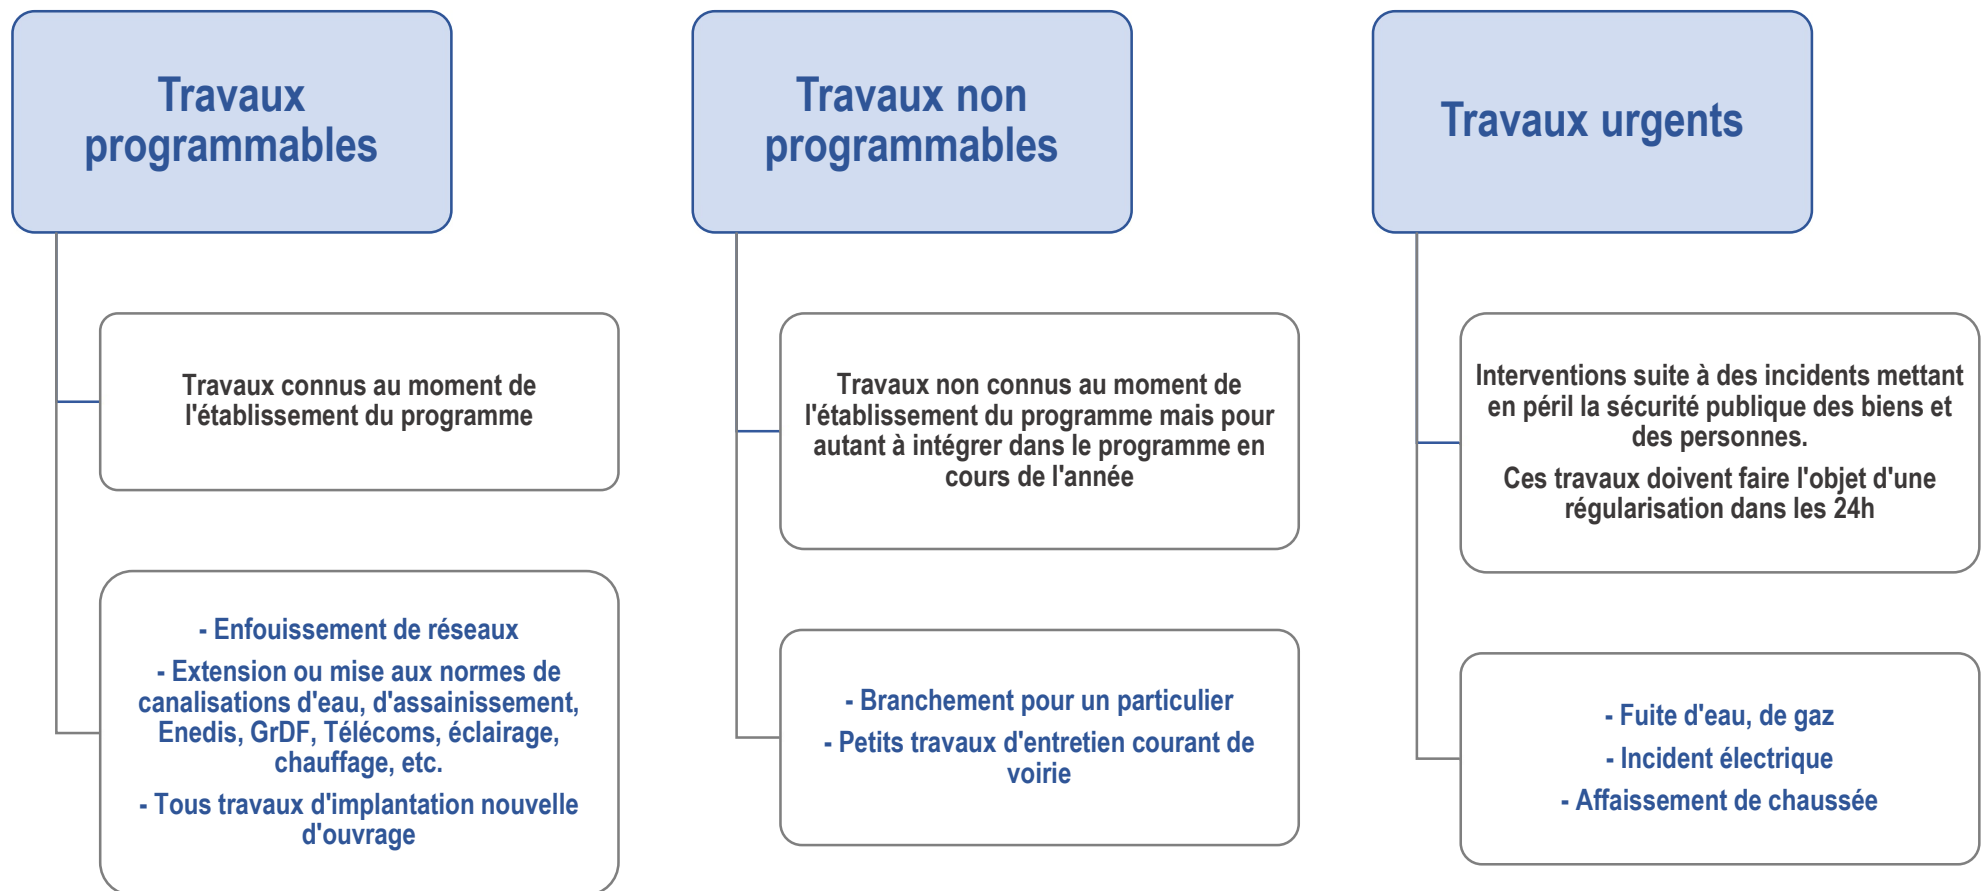 Travaux
programmables
Travaux connus au moment de
l'établissement du programme
- Enfouissement de réseaux
- Extension ou mise aux normes de
canalisations d'eau, d'assainissement,
Enedis, GrDF, Télécoms, éclairage,
chauffage, etc.
- Tous travaux d'implantation nouvelle
d'ouvrage
Travaux non
programmables
Travaux non connus au moment de
l'établissement du programme mais pour
autant à intégrer dans le programme en
cours de l'année
- Branchement pour un particulier
- Petits travaux d'entretien courant de
voirie
Travaux urgents
Interventions suite à des incidents mettant
en péril la sécurité publique des biens et
des personnes.
Ces travaux doivent faire l'objet d'une
régularisation dans les 24h
- Fuite d'eau, de gaz
- Incident électrique
- Affaissement de chaussée